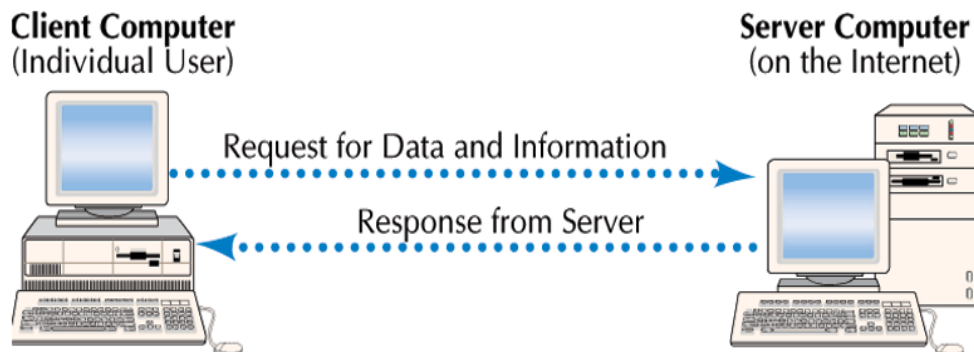 Client Computer
(Individual User)
Server Computer
(on the Internet)
Request for Data and Information
Response from Server